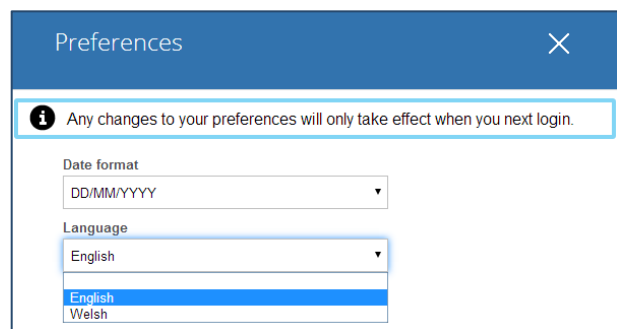 Preferences
Any changes to your preferences will only take effect when you next login.
Date format
DD/MM/YYYY
Language
English
English
Welsh